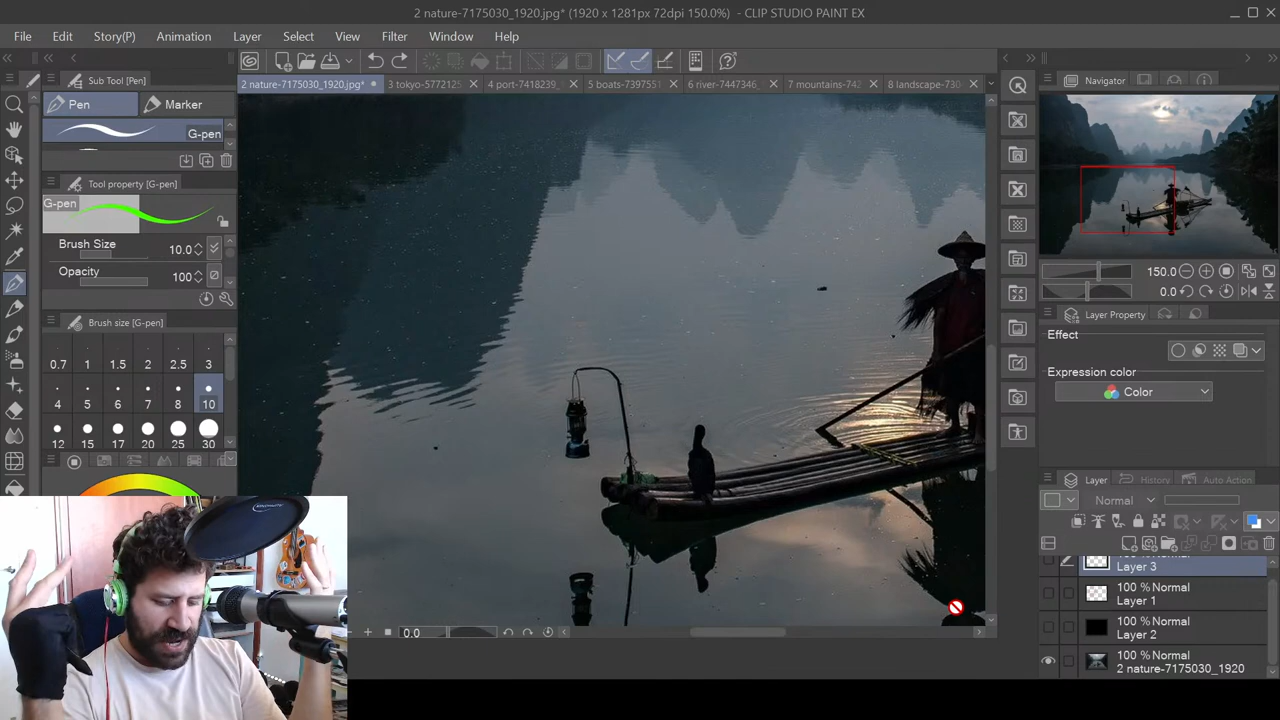 2 nature-7175030_1920.jpg* (1920 x 1281px 72dpi 150.0%) - CLIP STUDIO PAINT EX
File Edit Story(P) Animation Layer Select View Filter Window Help
Sub Tool [Pen]
2 nature-7175030_1920.jpg* 3 tokyo-5772125_ 4 port-7418239_ 5 boats-7397551 6 river-7447346_ 7 mountains-742 8 landscape-730
Navigator
Pen Marker
G-pen
Tool property [G-pen]
G-pen
Brush Size 10.0
Opacity 100
150.0
0.0
Brush size [G-pen]
Layer Property
Effect
0.7 1 1.5 2 2.5 3
Expression color
Color
4 5 6 7 8 10
12 15 17 20 25 30
Layer History Auto Action
Normal
Layer 3
100 % Normal
Layer 1
100 % Normal
Layer 2
100 % Normal
2 nature-7175030_1920
0.0